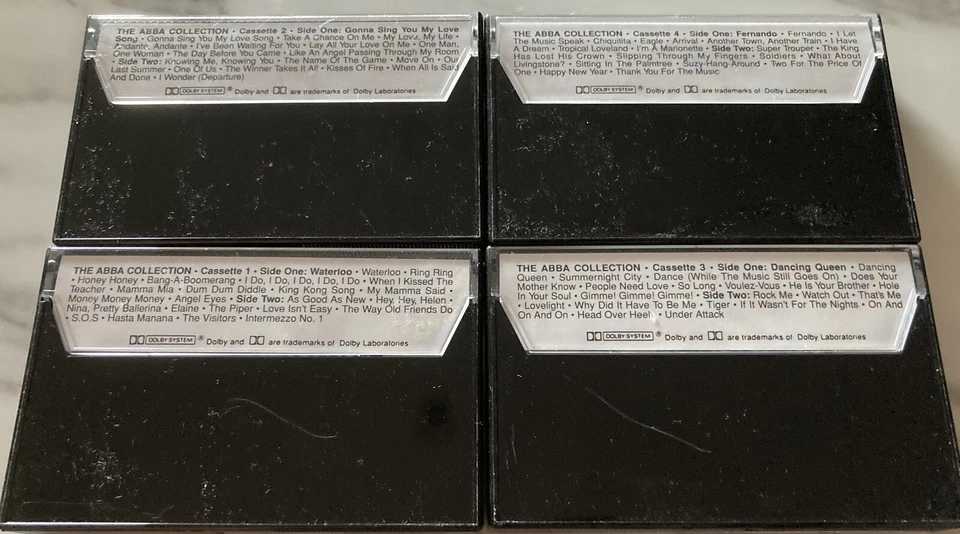 THE ABBA COLLECTION • Cassette 2 • Side One: Gonna Sing You My Love
Song • Gonna Sing You My Love Song • Take A Chance On Me • My Love, My Life •
Andante, Andante • I've Been Waiting For You • Lay All Your Love On Me • One Man,
One Woman • The Day Before You Came • Like An Angel Passing Through My Room
• Side Two: Knowing Me, Knowing You • The Name Of The Game • Move On • Our
Last Summer • One Of Us • The Winner Takes It All • Kisses Of Fire • When All Is Said
And Done • I Wonder (Departure)
DOLBY SYSTEM ® Dolby and are trademarks of Dolby Laboratories
THE ABBA COLLECTION • Cassette 4 • Side One: Fernando • Fernando • I Let
The Music Speak • Chiquitita • Eagle • Arrival • Another Town, Another Train • I Have
A Dream • Tropical Loveland • I'm A Marionette • Side Two: Super Trouper • The King
Has Lost His Crown • Slipping Through My Fingers • Soldiers • What About
Livingstone? • Sitting In The Palmtree • Suzy-Hang-Around • Two For The Price Of
One • Happy New Year • Thank You For The Music
DOLBY SYSTEM ® Dolby and are trademarks of Dolby Laboratories
THE ABBA COLLECTION • Cassette 1 • Side One: Waterloo • Waterloo • Ring Ring
• Honey Honey • Bang-A-Boomerang • I Do, I Do, I Do, I Do, I Do • When I Kissed The
Teacher • Mamma Mia • Dum Dum Diddle • King Kong Song • My Mamma Said •
Money Money Money • Angel Eyes • Side Two: As Good As New • Hey, Hey, Helen •
Nina, Pretty Ballerina • Elaine • The Piper • Love Isn't Easy • The Way Old Friends Do
• S.O.S • Hasta Manana • The Visitors • Intermezzo No. 1
DOLBY SYSTEM ® Dolby and are trademarks of Dolby Laboratories
THE ABBA COLLECTION • Cassette 3 • Side One: Dancing Queen • Dancing
Queen • Summernight City • Dance (While The Music Still Goes On) • Does Your
Mother Know • People Need Love • So Long • Voulez-Vous • He Is Your Brother • Hole
In Your Soul • Gimme! Gimme! Gimme! • Side Two: Rock Me • Watch Out • That's Me
• Lovelight • Why Did It Have To Be Me • Tiger • If It Wasn't For The Nights • On And
On And On • Head Over Heels • Under Attack
DOLBY SYSTEM ® Dolby and are trademarks of Dolby Laboratories